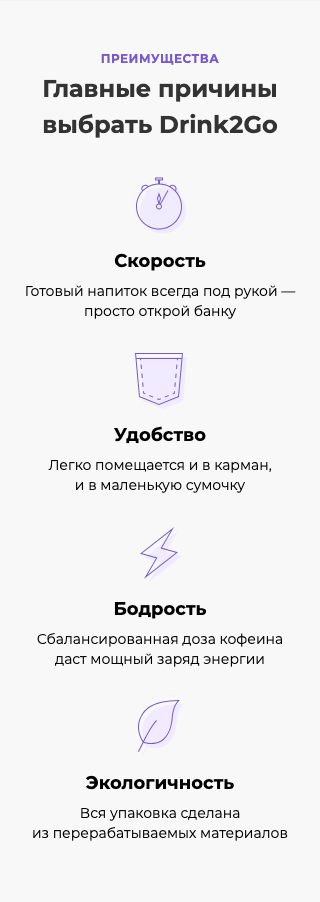 ПРЕИМУЩЕСТВА
Главные причины
выбрать Drink2Go
Скорость
Готовый напиток всегда под рукой —
просто открой банку
Удобство
Легко помещается и в карман,
и в маленькую сумочку
Бодрость
Сбалансированная доза кофеина
даст мощный заряд энергии
Экологичность
Вся упаковка сделана
из перерабатываемых материалов